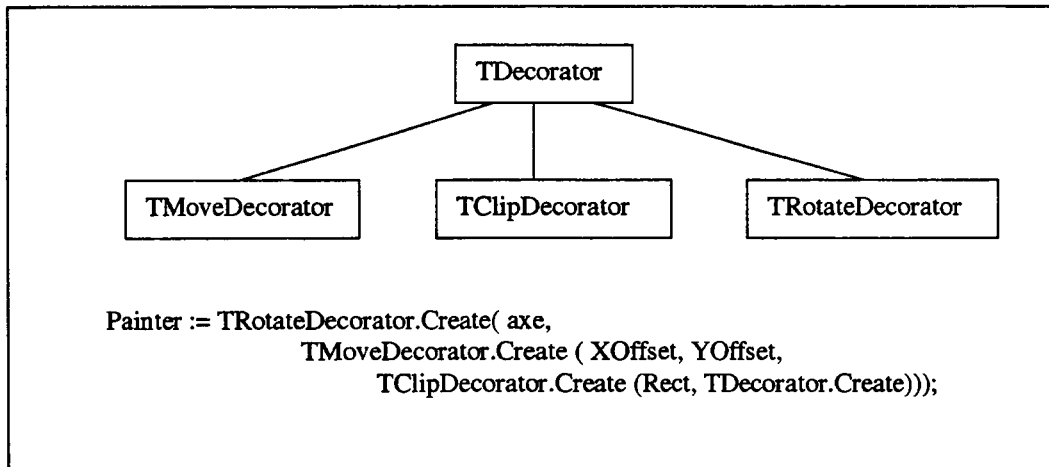 TDecorator
TMoveDecorator
TClipDecorator
TRotateDecorator
Painter := TRotateDecorator.Create( axe,
TMoveDecorator.Create ( XOffset, YOffset,
TClipDecorator.Create (Rect, TDecorator.Create)));